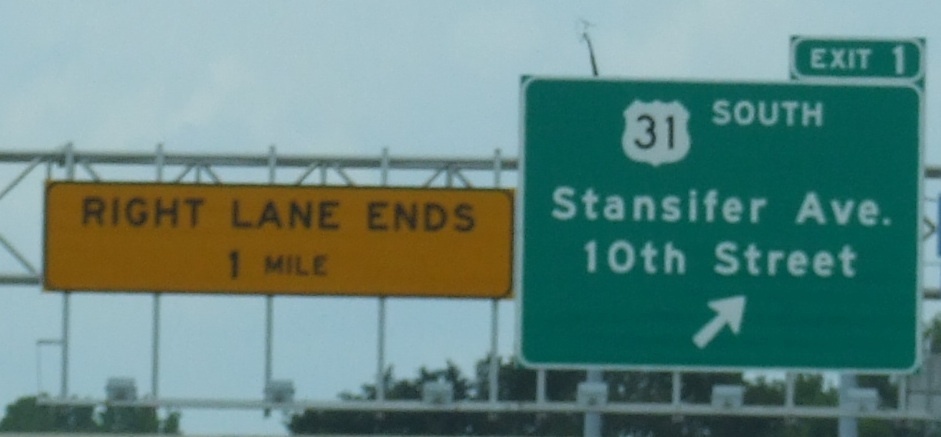 RIGHT LANE ENDS
1 MILE
EXIT 1
31 SOUTH
Stansifer Ave.
10th Street